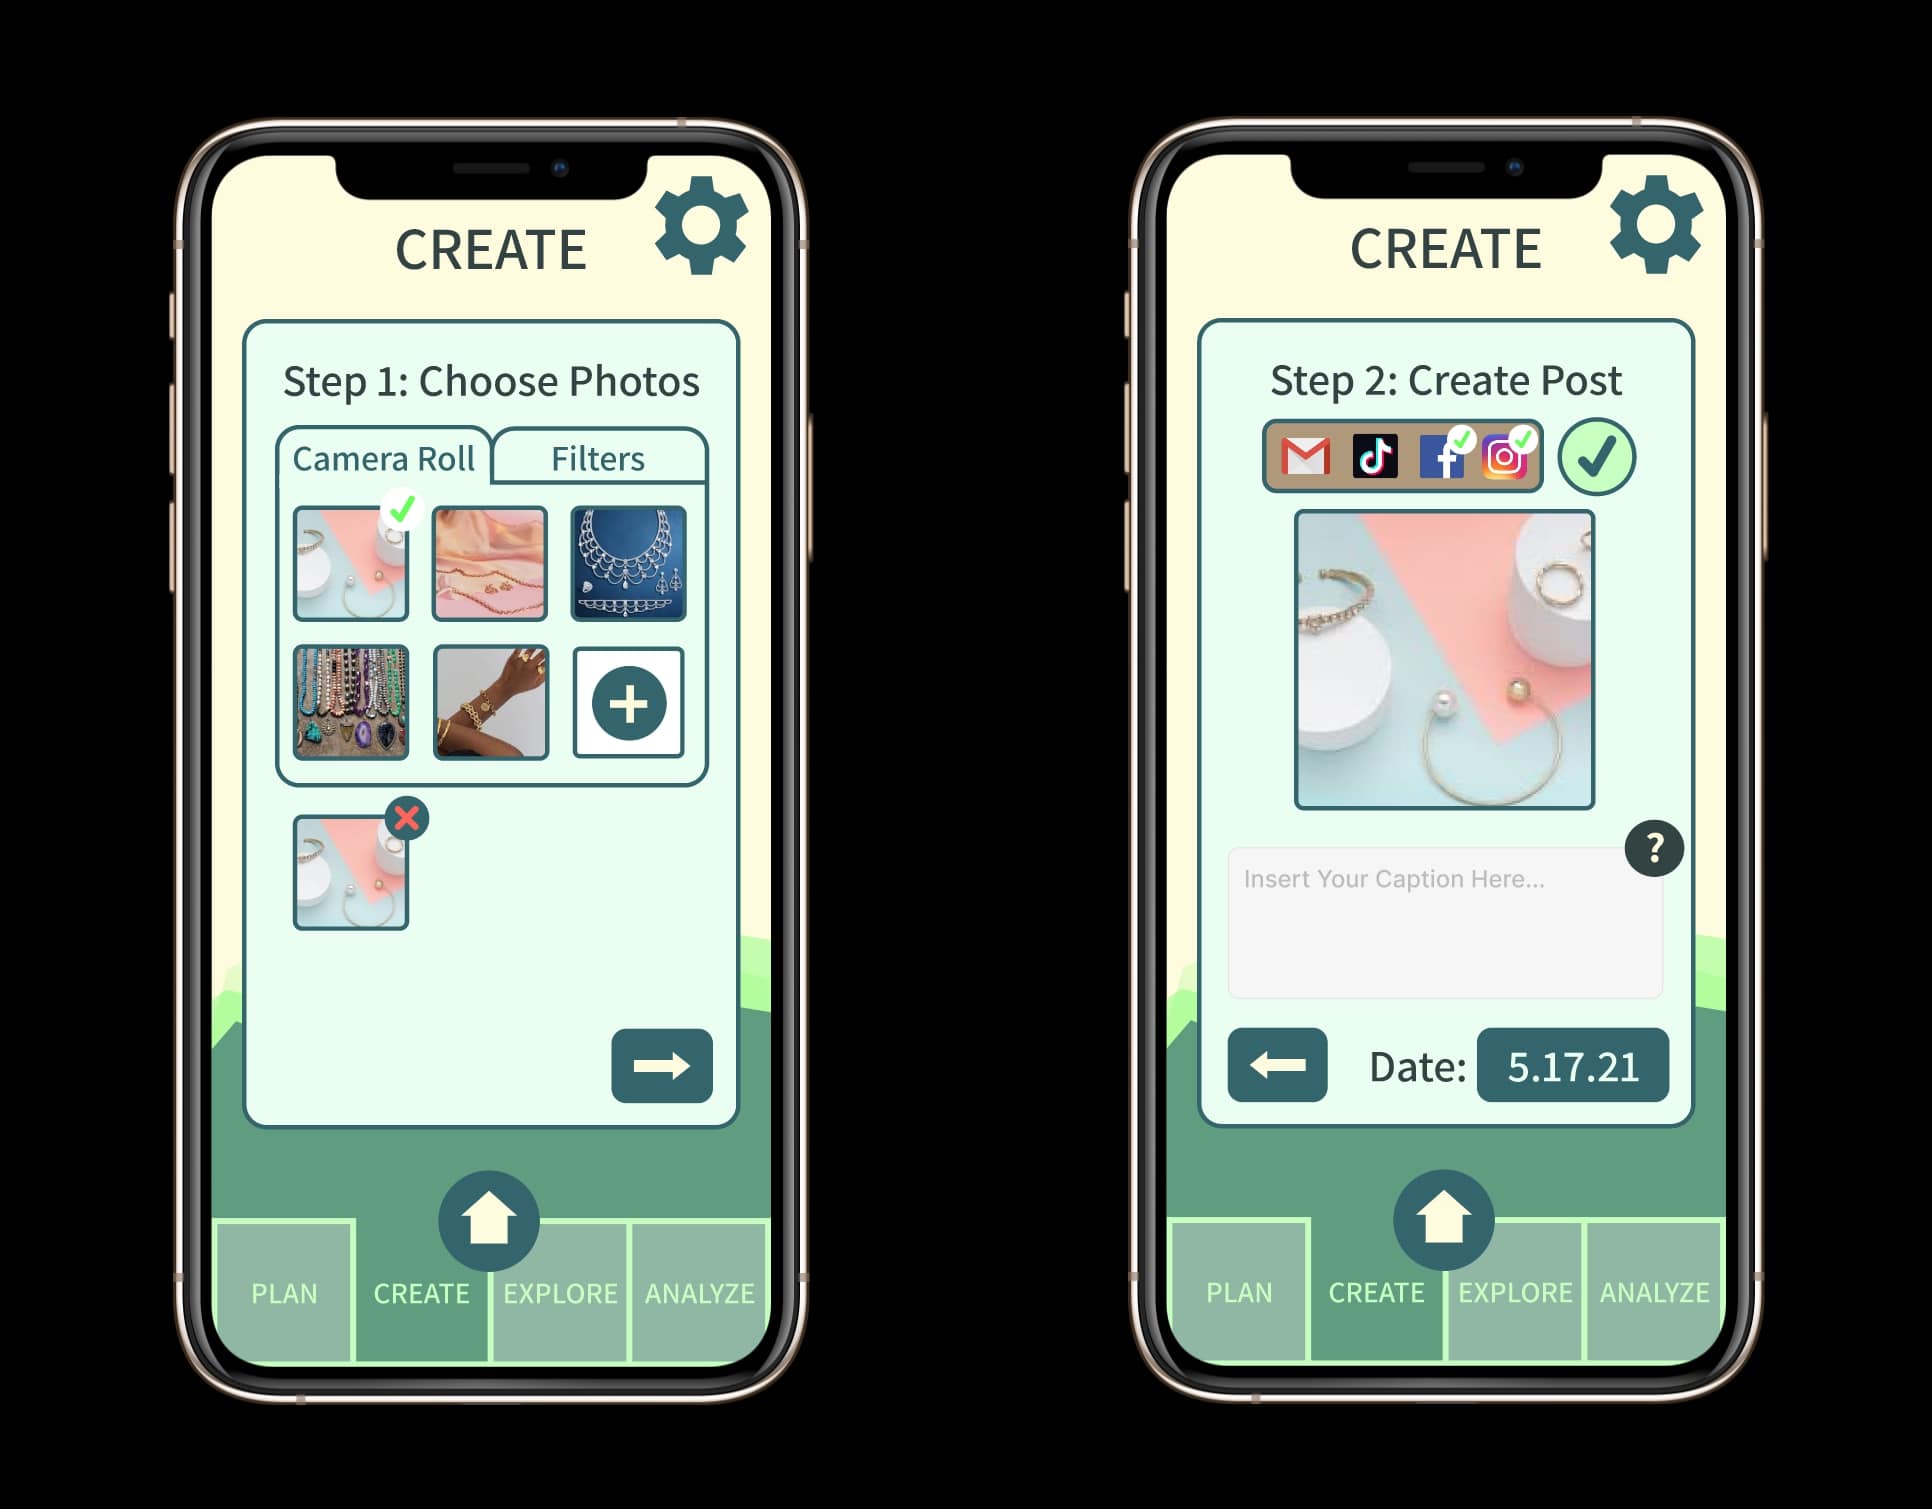 CREATE
Step 1: Choose Photos
Camera Roll
Filters
PLAN
CREATE
EXPLORE
ANALYZE
CREATE
Step 2: Create Post
?
Insert Your Caption Here...
Date: 5.17.21
PLAN
CREATE
EXPLORE
ANALYZE